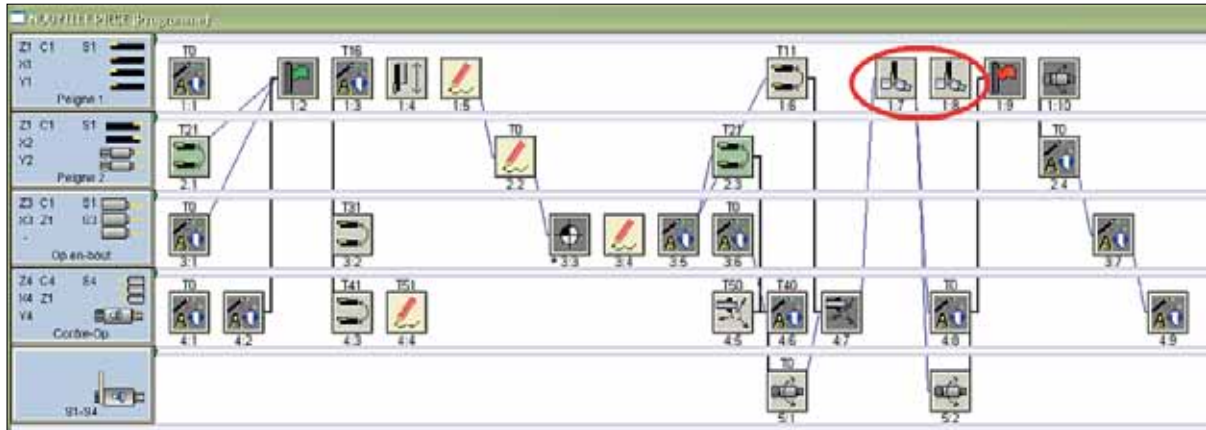 Z1 C1 S1
X1
Y1
Peigne 1
T0
1:1
1:2
T16
1:3
1:4
1:5
T11
1:6
1:7
1:8
1:9
1:10
Z1 C1 S1
X2
Y2
Peigne 2
T21
2:1
T0
2:2
T21
2:3
T0
2:4
Z3 C1 S1
X3 Z1 S3
Op en-bout
T0
3:1
T31
3:2
3:3
3:4
3:5
T0
3:6
3:7
Z4 C4 S4
X4 Z1
Y4
Contre-Op
T0
4:1
4:2
T41
4:3
T51
4:4
T50
4:5
T40
4:6
4:7
T0
4:8
4:9
S1-S4
T0
5/1
5/2